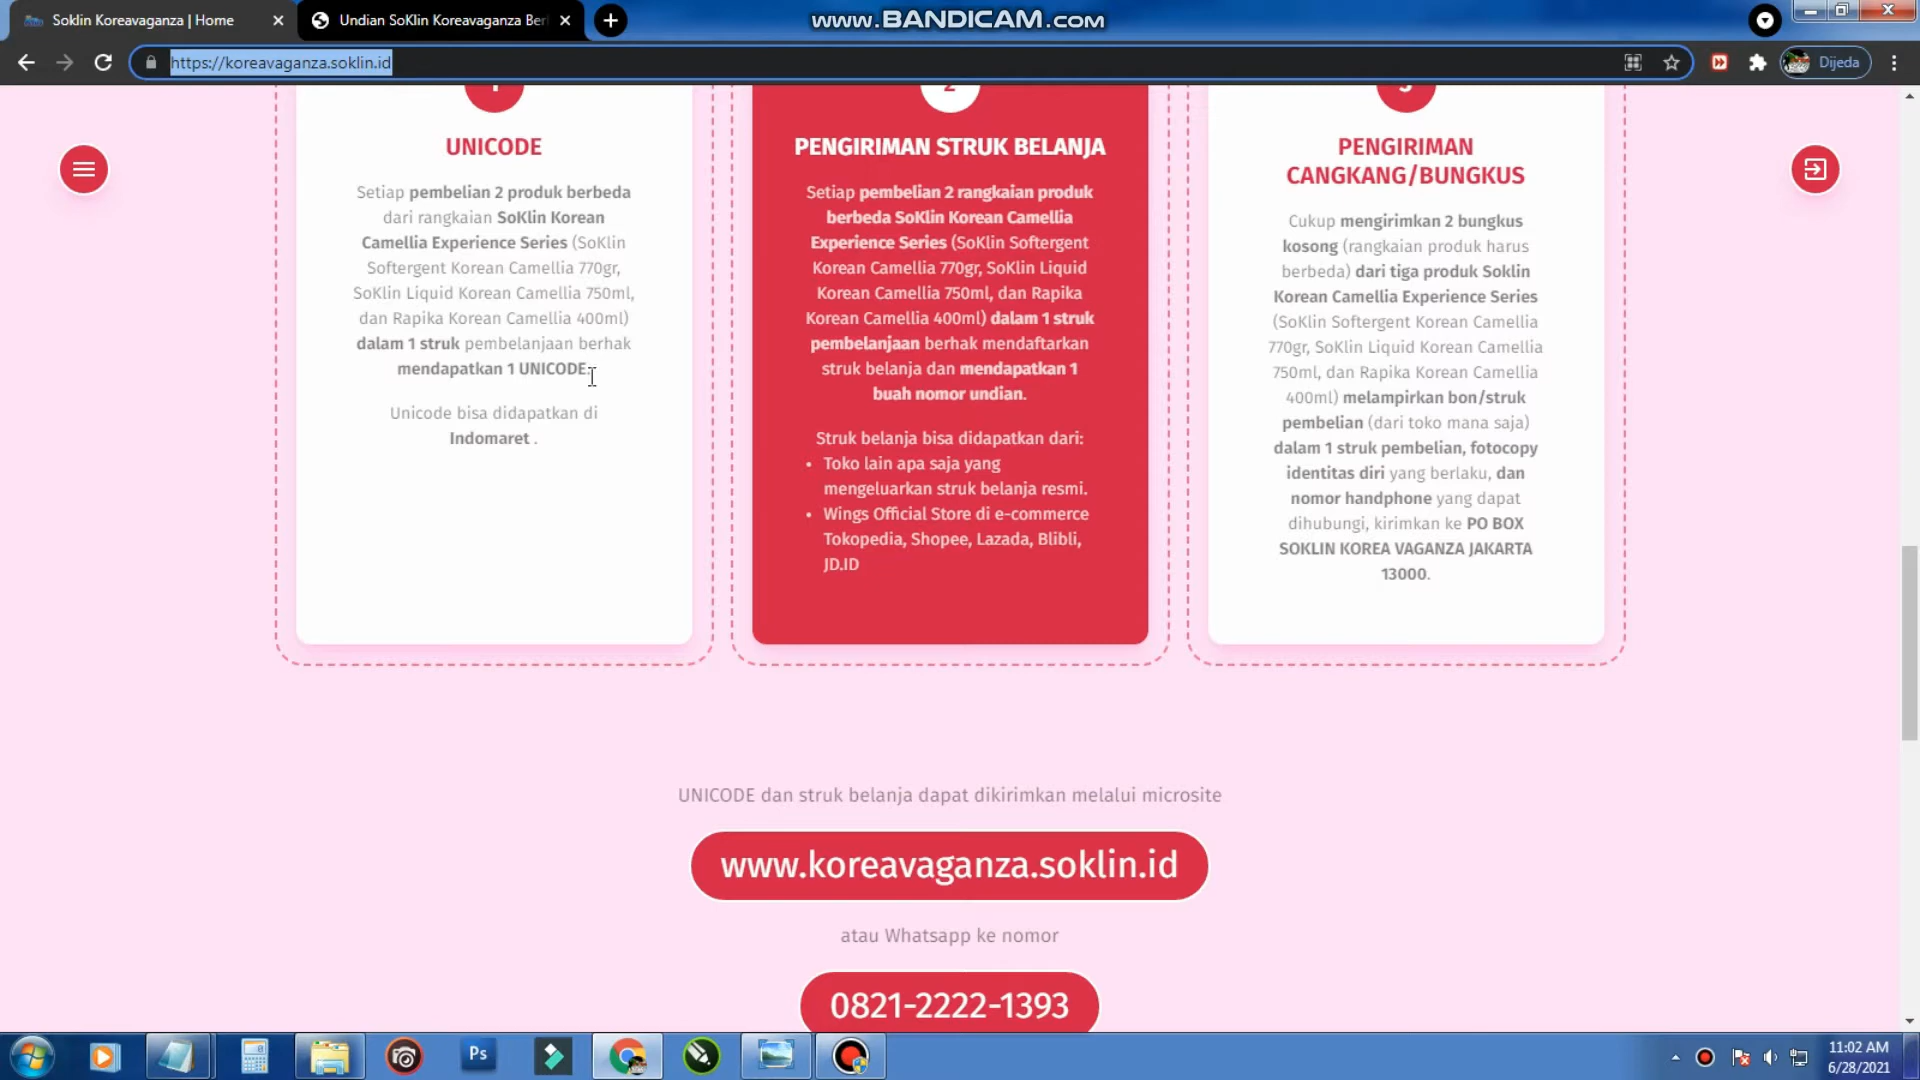 Soklin Koreavaganza | Home
Undian SoKlin Koreavaganza Ber
www.BANDICAM.com
https://koreavaganza.soklin.id
Dijeda
1
UNICODE
Setiap pembelian 2 produk berbeda
dari rangkaian SoKlin Korean
Camellia Experience Series (SoKlin
Softergent Korean Camellia 770gr,
SoKlin Liquid Korean Camellia 750ml,
dan Rapika Korean Camellia 400ml)
dalam 1 struk pembelanjaan berhak
mendapatkan 1 UNICODE.
Unicode bisa didapatkan di
Indomaret .
2
PENGIRIMAN STRUK BELANJA
Setiap pembelian 2 rangkaian produk
berbeda SoKlin Korean Camellia
Experience Series (SoKlin Softergent
Korean Camellia 770gr, SoKlin Liquid
Korean Camellia 750ml, dan Rapika
Korean Camellia 400ml) dalam 1 struk
pembelanjaan berhak mendaftarkan
struk belanja dan mendapatkan 1
buah nomor undian.
Struk belanja bisa didapatkan dari:
• Toko lain apa saja yang
mengeluarkan struk belanja resmi.
• Wings Official Store di e-commerce
Tokopedia, Shopee, Lazada, Blibli,
JD.ID
3
PENGIRIMAN
CANGKANG/BUNGKUS
Cukup mengirimkan 2 bungkus
kosong (rangkaian produk harus
berbeda) dari tiga produk Soklin
Korean Camellia Experience Series
(SoKlin Softergent Korean Camellia
770gr, SoKlin Liquid Korean Camellia
750ml, dan Rapika Korean Camellia
400ml) melampirkan bon/struk
pembelian (dari toko mana saja)
dalam 1 struk pembelian, fotocopy
identitas diri yang berlaku, dan
nomor handphone yang dapat
dihubungi, kirimkan ke PO BOX
SOKLIN KOREA VAGANZA JAKARTA
13000.
UNICODE dan struk belanja dapat dikirimkan melalui microsite
www.koreavaganza.soklin.id
atau Whatsapp ke nomor
0821-2222-1393
Ps
11:02 AM
6/28/2021